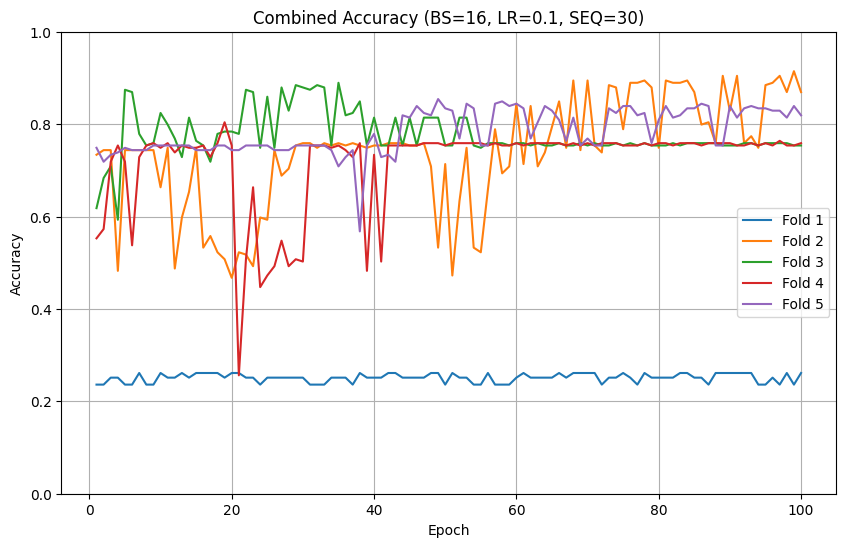 Combined Accuracy (BS=16, LR=0.1, SEQ=30)
1.0
0.8
0.6
0.4
0.2
0.0
Accuracy
Fold 1
Fold 2
Fold 3
Fold 4
Fold 5
0 20 40 60 80 100
Epoch